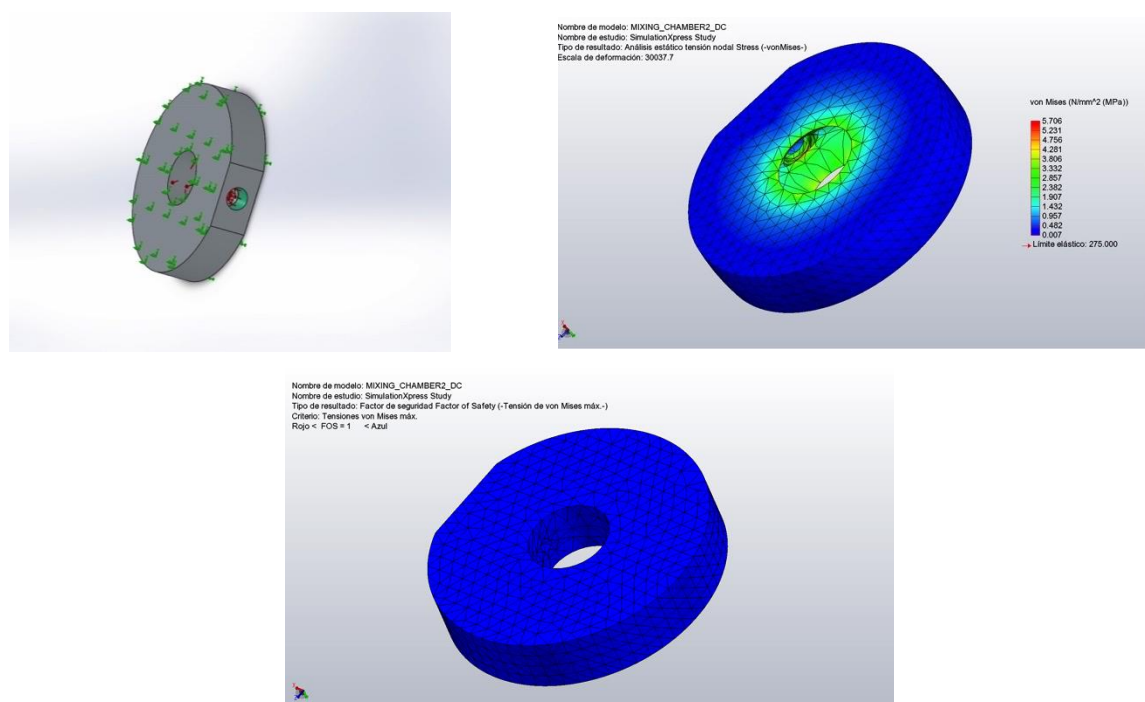 Nombre de modelo: MIXING_CHAMBER2_DC
Nombre de estudio: SimulationXpress Study
Tipo de resultado: Análisis estático tensión nodal Stress (-vonMises-)
Escala de deformación: 30037.7
von Mises (N/mm^2 (MPa))
5.706
5.231
4.756
4.281
3.806
3.332
2.857
2.382
1.907
1.432
0.957
0.482
0.007
Límite elástico: 275.000
Nombre de modelo: MIXING_CHAMBER2_DC
Nombre de estudio: SimulationXpress Study
Tipo de resultado: Factor de seguridad Factor of Safety (-Tensión de von Mises máx.-)
Criterio: Tensiones von Mises máx.
Rojo < FOS = 1 < Azul